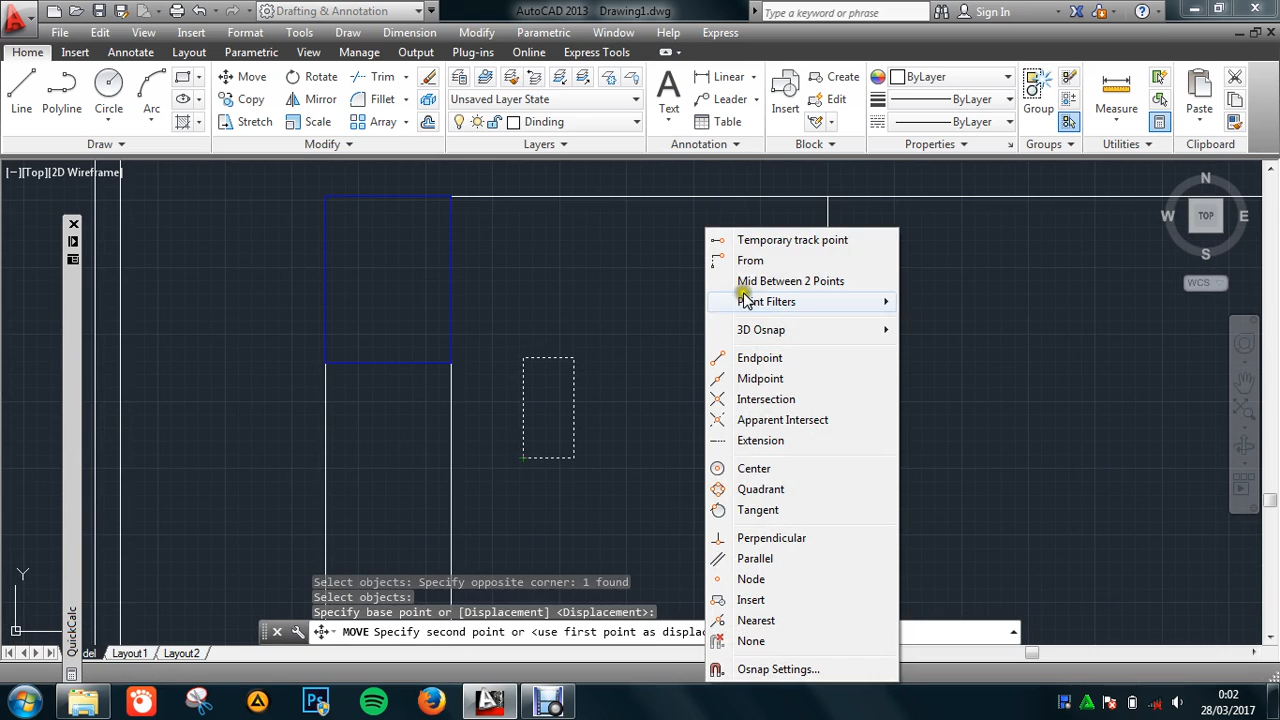 Drafting & Annotation
AutoCAD 2013 Drawing1.dwg
Type a keyword or phrase
Sign In
File Edit View Insert Format Tools Draw Dimension Modify Parametric Window Help Express
Home Insert Annotation Layout Parametric View Manage Output Plug-ins Online Express Tools
Line
Polyline
Circle
Arc
Move
Copy
Stretch
Rotate
Mirror
Scale
Trim
Fillet
Array
Unsaved Layer State
Dinding
Text
Linear
Leader
Table
Insert
Create
Edit
ByLayer
ByLayer
ByLayer
Group
Measure
Paste
Draw Modify Layers Annotation Block Properties Groups Utilities Clipboard
[−][Top][2D Wireframe]
N
W TOP E
S
WCS
Temporary track point
From
Mid Between 2 Points
Point Filters
3D Osnap
Endpoint
Midpoint
Intersection
Apparent Intersect
Extension
Center
Quadrant
Tangent
Perpendicular
Parallel
Node
Insert
Nearest
None
Osnap Settings...
Y
QuickCalc
Select objects: Specify opposite corner: 1 found
Select objects:
Specify base point or [Displacement] <Displacement>:
MOVE Specify second point or <use first point as displac
del Layout1 Layout2
0:02
28/03/2017